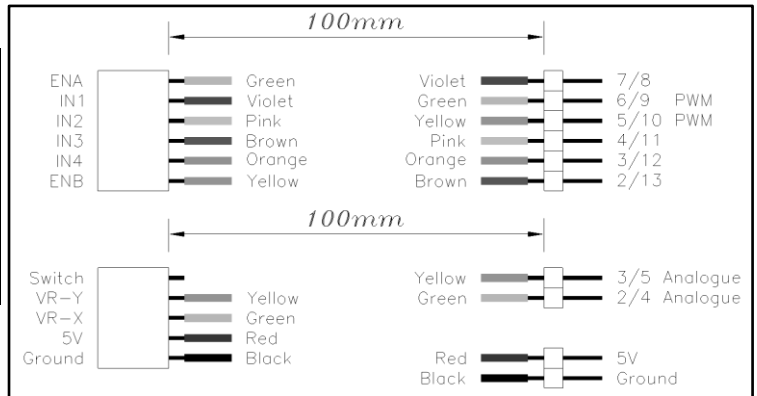 100mm
ENA Green Violet 7/8
IN1 Violet Green 6/9 PWM
IN2 Pink Yellow 5/10 PWM
IN3 Brown Pink 4/11
IN4 Orange Orange 3/12
ENB Yellow Brown 2/13
100mm
Switch Yellow 3/5 Analogue
VR-Y Yellow Green 2/4 Analogue
VR-X Green
5V Red Red 5V
Ground Black Black Ground